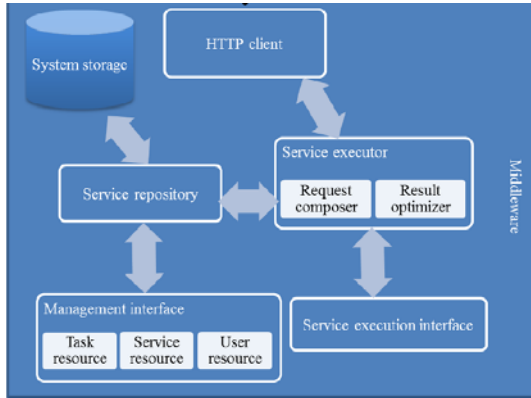 HTTP client
System storage
Service executor
Request
composer
Result
optimizer
Service repository
Middleware
Management interface
Task
resource
Service
resource
User
resource
Service execution interface